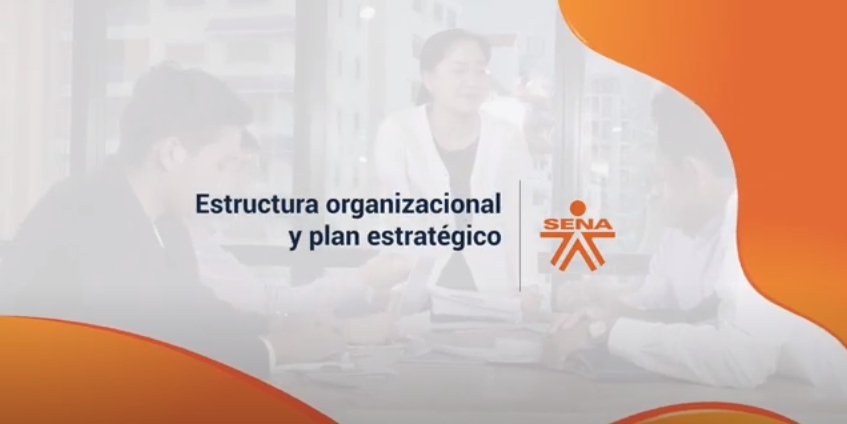 Estructura organizacional
y plan estratégico
SENA